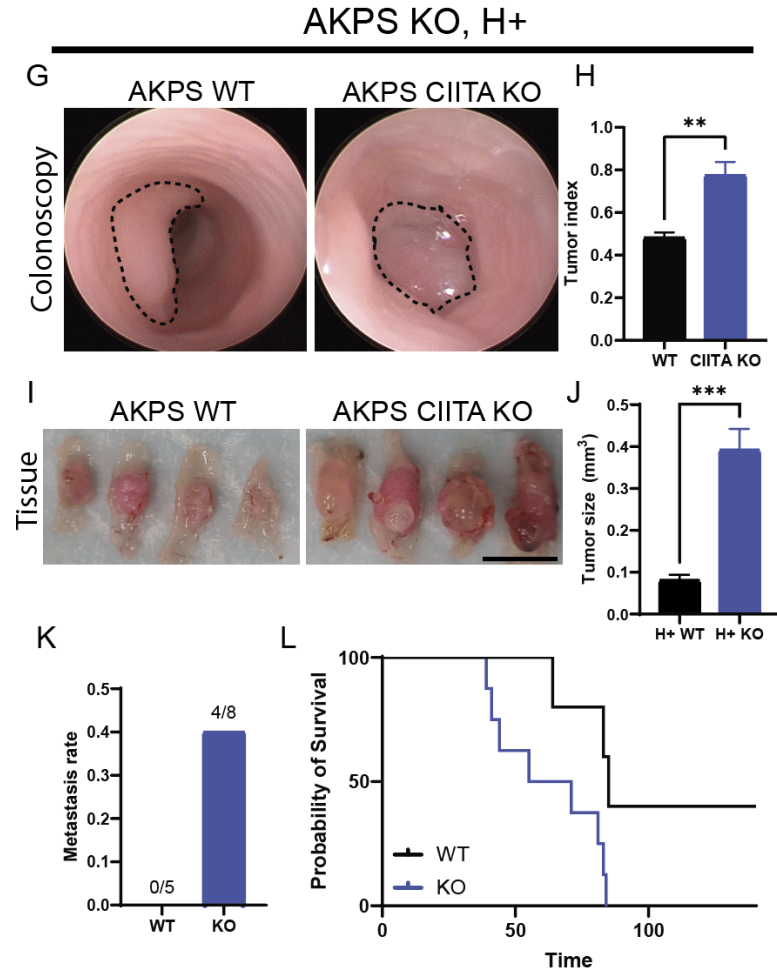 AKPS KO, H+
G
AKPS WT
AKPS CIITA KO
Colonoscopy
H
**
Tumor index
1.0
0.8
0.6
0.4
0.2
0.0
WT
CIITA KO
I
AKPS WT
AKPS CIITA KO
Tissue
J
***
Tumor size (mm³)
0.5
0.4
0.3
0.2
0.1
0.0
H+ WT
H+ KO
K
Metastasis rate
0.5
0.4
0.3
0.2
0.1
0.0
0/5
4/8
WT
KO
L
Probability of Survival
100
50
0
WT
KO
0
50
100
Time